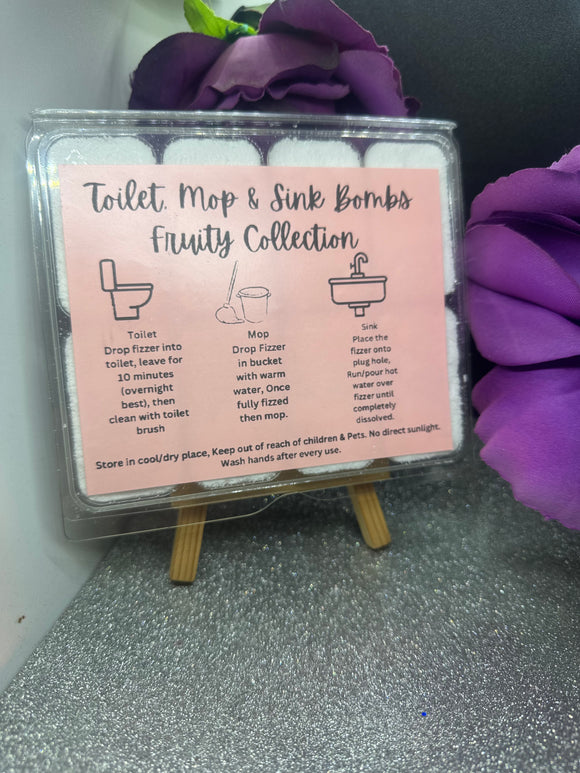 Toilet, Mop & Sink Bombs
Fruity Collection
Toilet
Drop fizzer into
toilet, leave for
10 minutes
(overnight
best), then
clean with toilet
brush
Mop
Drop Fizzer
in bucket
with warm
water, Once
fully fizzed
then mop.
Sink
Place the
fizzer onto
plug hole,
Run/pour hot
water over
fizzer until
completely
dissolved.
Store in cool/dry place, Keep out of reach of children & Pets. No direct sunlight.
Wash hands after every use.